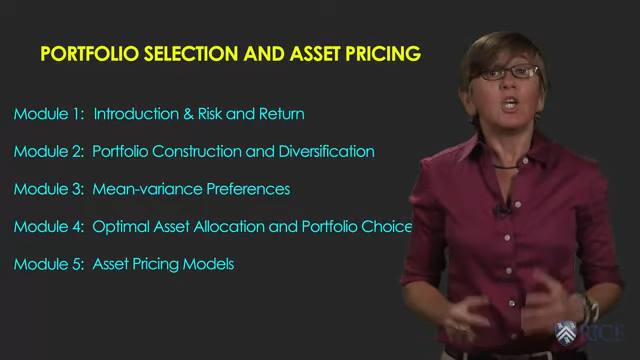 PORTFOLIO SELECTION AND ASSET PRICING
Module 1: Introduction & Risk and Return
Module 2: Portfolio Construction and Diversification
Module 3: Mean-variance Preferences
Module 4: Optimal Asset Allocation and Portfolio Choice
Module 5: Asset Pricing Models
RICE